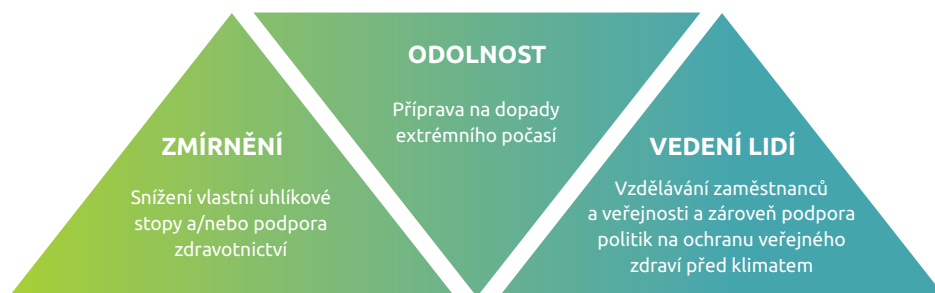 ZMÍRNĚNÍ
Snížení vlastní uhlíkové
stopy a/nebo podpora
zdravotnictví
ODOLNOST
Příprava na dopady
extrémního počasí
VEDENÍ LIDÍ
Vzdělávání zaměstnanců
a veřejnosti a zároveň podpora
politik na ochranu veřejného
zdraví před klimatem